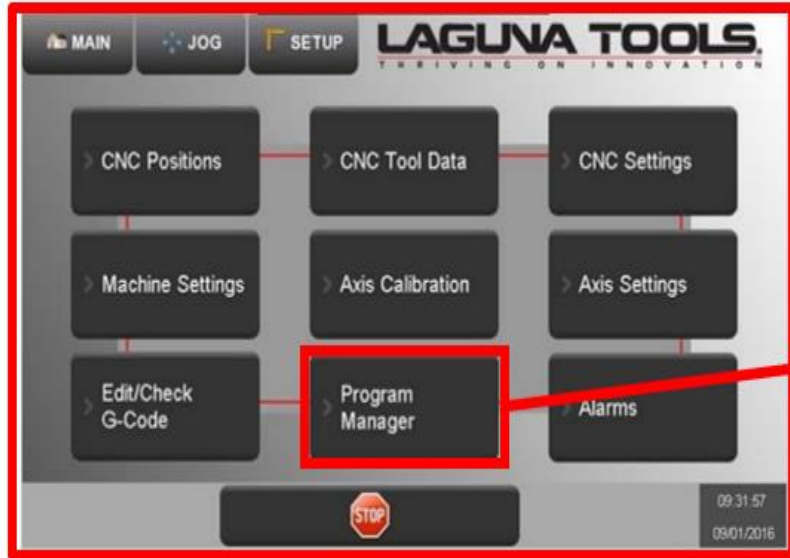 MAIN
JOG
SETUP
LAGUNA TOOLS
THRIVING ON INNOVATION
CNC Positions
CNC Tool Data
CNC Settings
Machine Settings
Axis Calibration
Axis Settings
Edit/Check
G-Code
Program
Manager
Alarms
STOP
09:31:57
09/01/2016